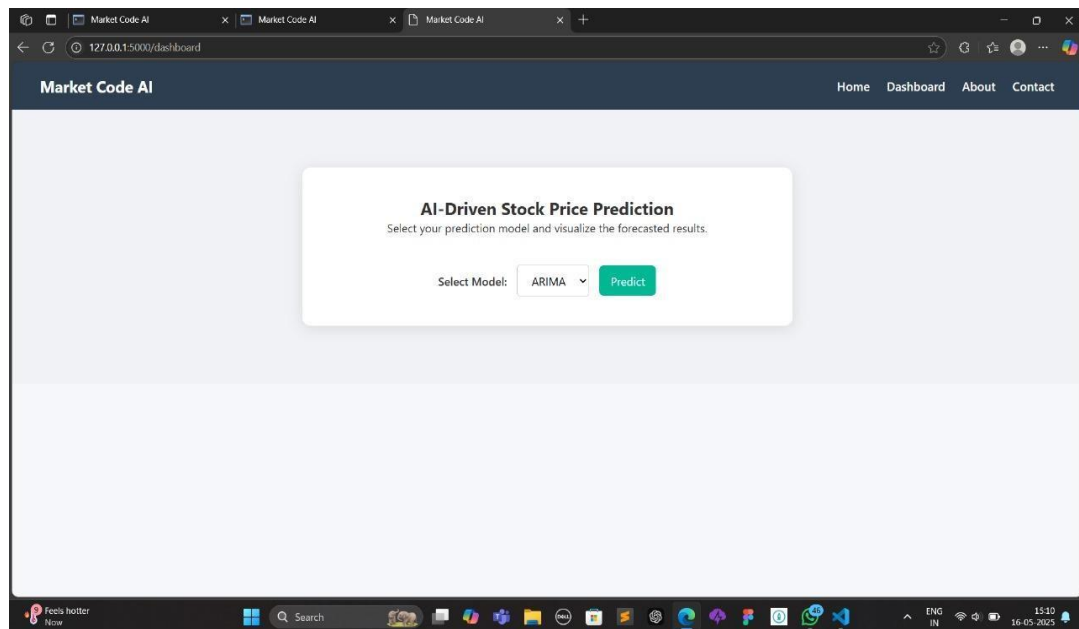 Market Code AI
Market Code AI
Market Code AI
127.0.0.1:5000/dashboard
Market Code AI
Home Dashboard About Contact
AI-Driven Stock Price Prediction
Select your prediction model and visualize the forecasted results.
Select Model: ARIMA Predict
Feels hotter
Now
Search
ENG
IN
15:10
16-05-2025